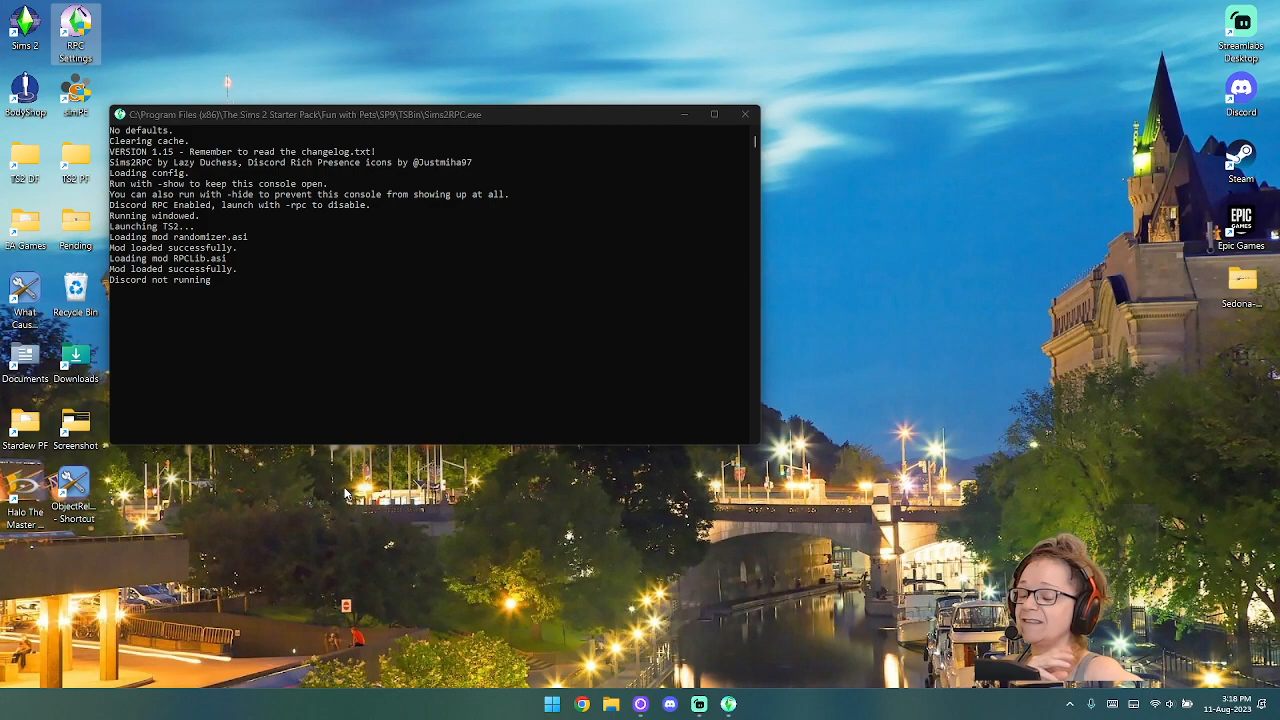 Sims 2
RPC
Settings
BodyShop
simPE
TS2 DF
TS2 PF
EA Games
Pending
What
Caus...
Recycle Bin
Documents
Downloads
Stardew PF
Screenshot
Halo The
Master ...
ObjectRel...
- Shortcut
C:\Program Files (x86)\The Sims 2 Starter Pack\Fun with Pets\SP9\TSBin\Sims2RPC.exe
No defaults.
Clearing cache.
VERSION 1.15 - Remember to read the changelog.txt!
Sims2RPC by Lazy Duchess, Discord Rich Presence icons by @Justmiha97
Loading config.
Run with -show to keep this console open.
You can also run with -hide to prevent this console from showing up at all.
Discord RPC Enabled, launch with -rpc to disable.
Running windowed.
Launching TS2...
Loading mod randomizer.asi
Mod loaded successfully.
Loading mod RPCLib.asi
Mod loaded successfully.
Discord not running
Streamlabs
Desktop
Discord
Steam
EPIC
GAMES
Epic Games
Sedona-...
3:18 PM
11-Aug-2023